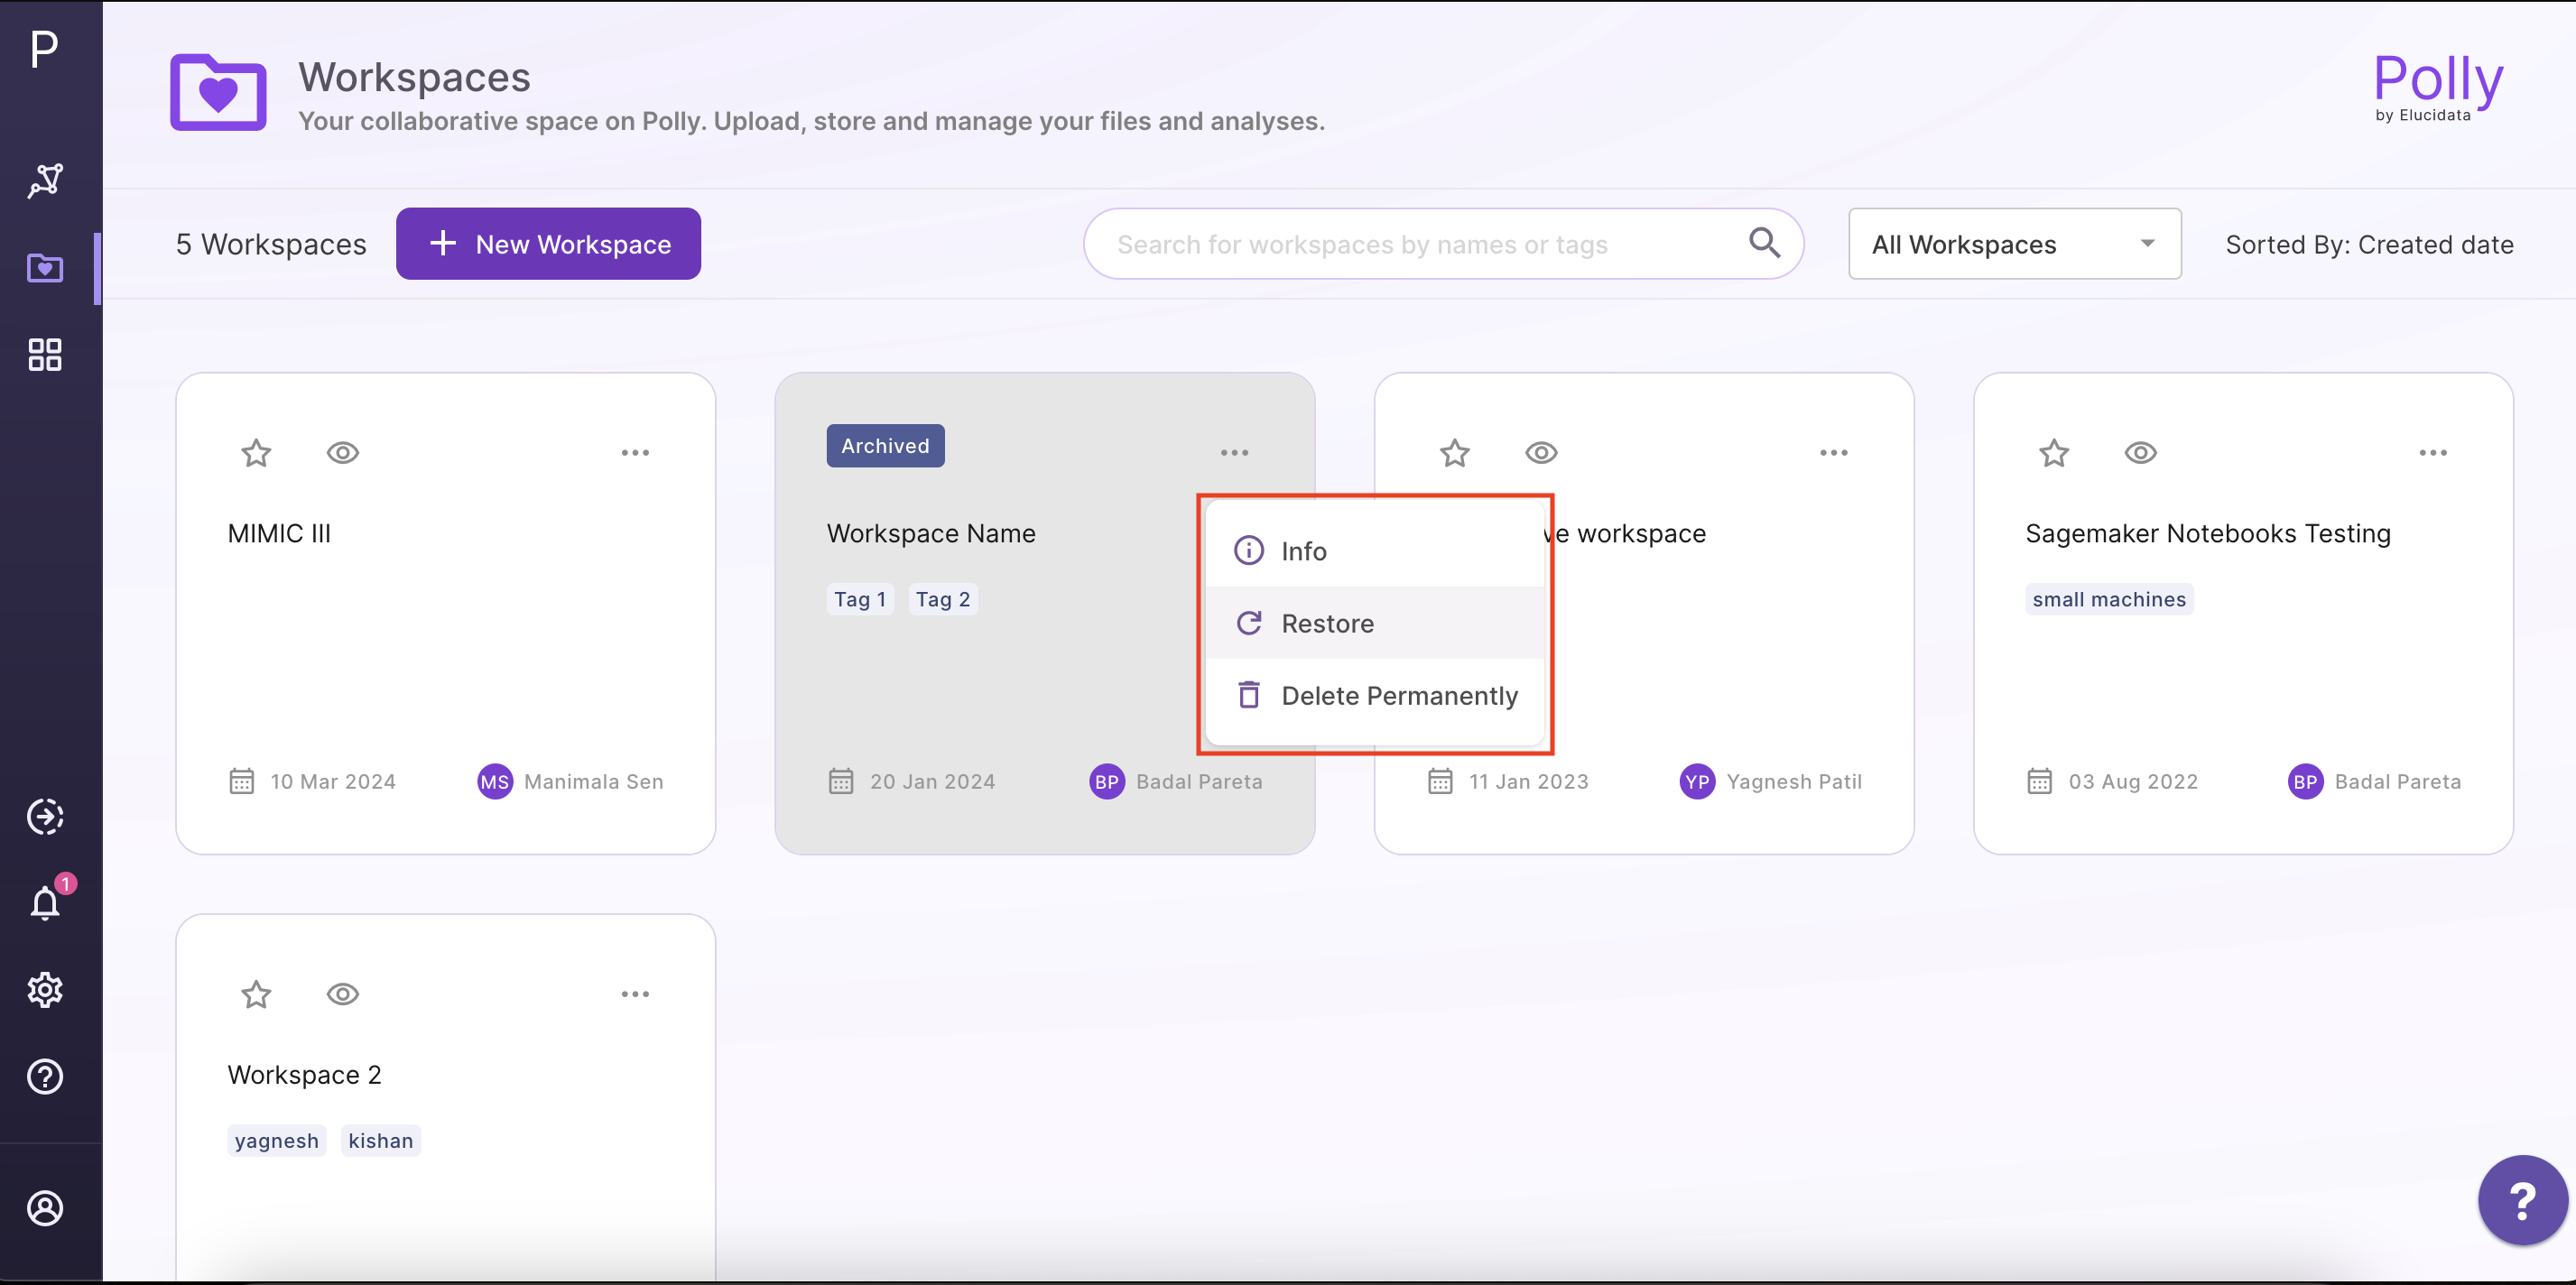 P
Workspaces
Your collaborative space on Polly. Upload, store and manage your files and analyses.
Polly
by Elucidata
5 Workspaces
+ New Workspace
Search for workspaces by names or tags
All Workspaces
Sorted By: Created date
MIMIC III
10 Mar 2024
MS Manimala Sen
Archived
Workspace Name
Tag 1 Tag 2
20 Jan 2024
BP Badal Pareta
Info
Restore
Delete Permanently
workspace
11 Jan 2023
YP Yagnesh Patil
Sagemaker Notebooks Testing
small machines
03 Aug 2022
BP Badal Pareta
1
Workspace 2
yagnesh kishan
?